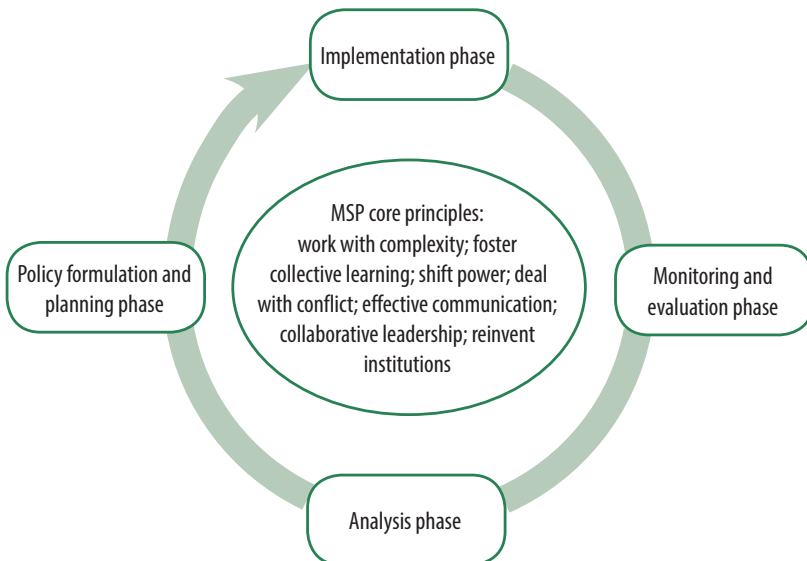 Implementation phase
MSP core principles:
work with complexity; foster
collective learning; shift power; deal
with conflict; effective communication;
collaborative leadership; reinvent
institutions
Policy formulation and
planning phase
Monitoring and
evaluation phase
Analysis phase